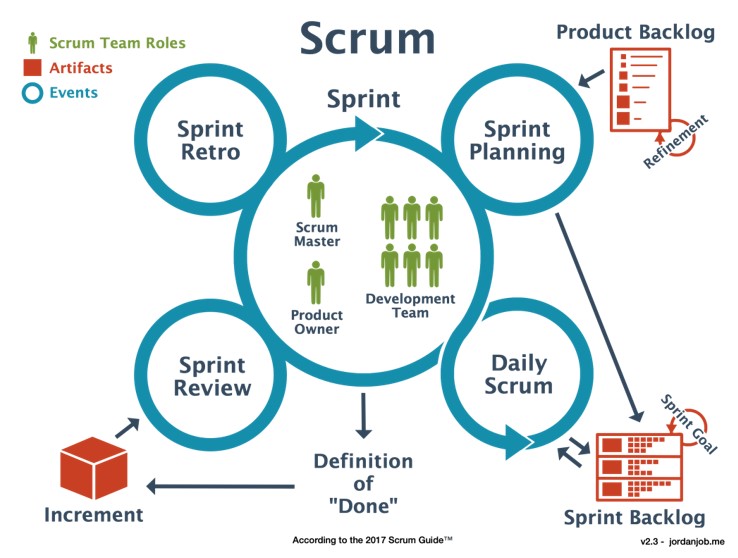 Scrum
Scrum Team Roles
Artifacts
Events
Product Backlog
Refinement
Sprint
Sprint
Retro
Sprint
Planning
Scrum
Master
Product
Owner
Development
Team
Sprint
Review
Daily
Scrum
Sprint Goal
Definition
of
"Done"
Increment
Sprint Backlog
According to the 2017 Scrum Guide™
v2.3 - jordanjob.me